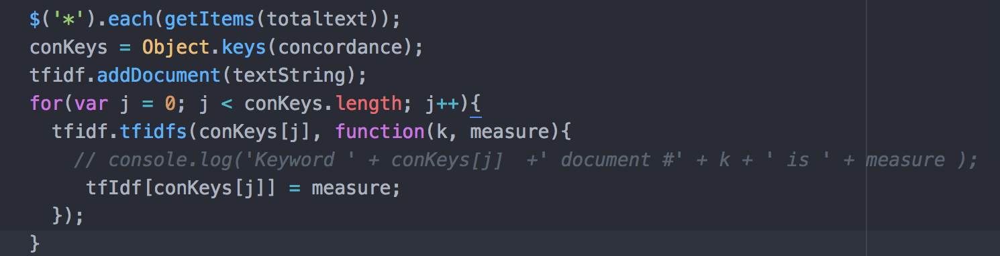 $('*').each(getItems(totaltext));
conKeys = Object.keys(concordance);
tfidf.addDocument(textString);
for(var j = 0; j < conKeys.length; j++){
  tfidf.tfidfs(conKeys[j], function(k, measure){
    // console.log('Keyword ' + conKeys[j]  +' document #' + k + ' is ' + measure );
     tfIdf[conKeys[j]] = measure;
  });
}